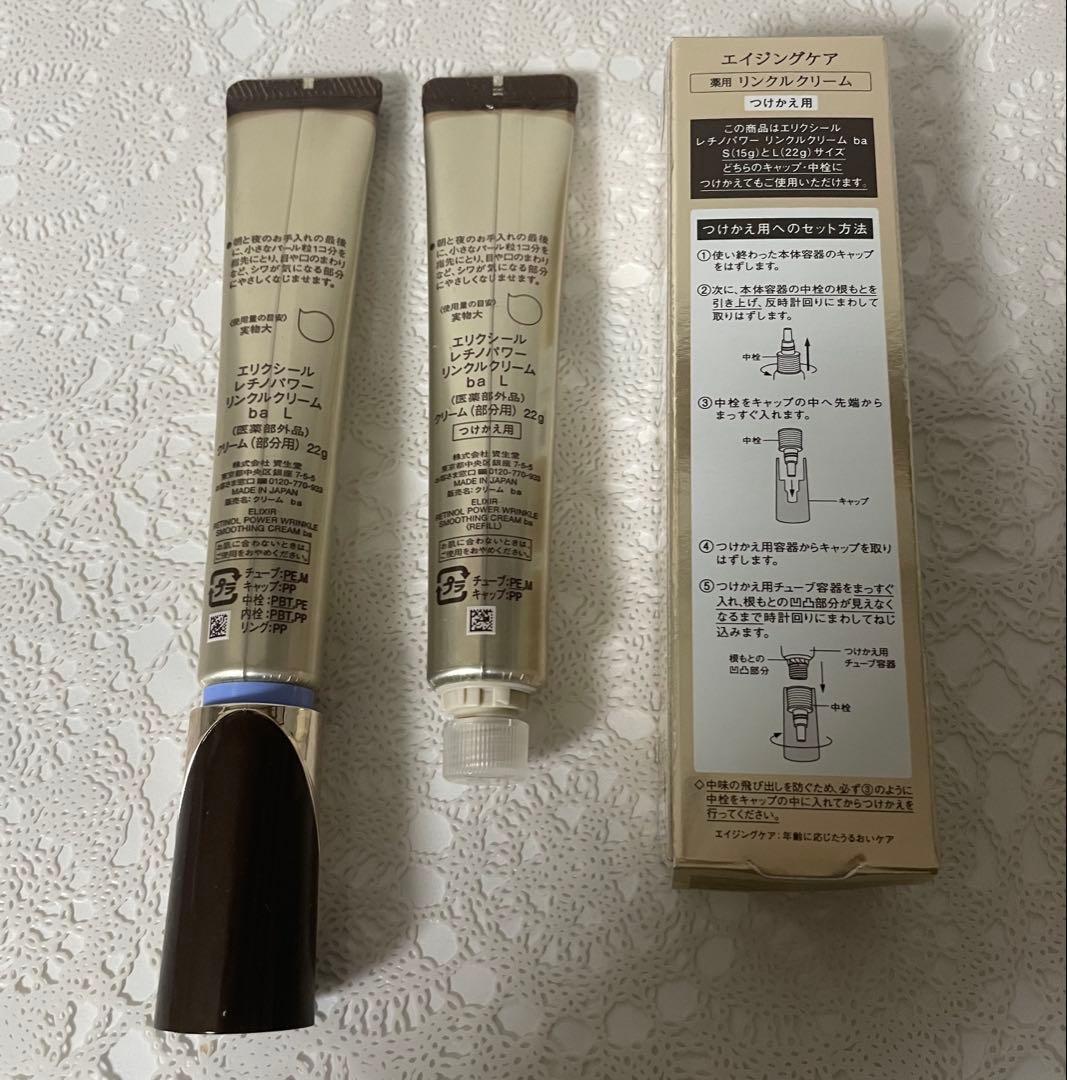 ●朝と夜のお手入れの最後
に、小さなパール粒1コ分を
指先にとり、目や口のまわり
など、シワが気になる部分
にやさしくなじませます。
〈使用量の目安〉
実物大
エリクシール
レチノパワー
リンクルクリーム
ba L
(医薬部外品)
クリーム(部分用) 22g
株式会社 資生堂
東京都中央区銀座 7-5-5
お客さま窓口 0120-770-933
MADE IN JAPAN
販売名:クリーム ba
ELIXIR
RETINOL POWER WRINKLE
SMOOTHING CREAM ba
お肌に合わないときは、
ご使用をおやめください。
プラ
チューブ:PE,M
キャップ:PP
中栓:PBT,PE
内栓:PBT,PP
リング:PP
●朝と夜のお手入れの最後
に、小さなパール粒1コ分を
指先にとり、目や口のまわり
など、シワが気になる部分
にやさしくなじませます。
〈使用量の目安〉
実物大
エリクシール
レチノパワー
リンクルクリーム
ba L
(医薬部外品)
クリーム(部分用) 22g
つけかえ用
株式会社 資生堂
東京都中央区銀座 7-5-5
お客さま窓口 0120-770-933
MADE IN JAPAN
販売名:クリーム ba
ELIXIR
RETINOL POWER WRINKLE
SMOOTHING CREAM ba
(REFILL)
お肌に合わないときは、
ご使用をおやめください。
プラ
チューブ:PE,M
キャップ:PP
エイジングケア
薬用 リンクルクリーム
つけかえ用
この商品はエリクシール
レチノパワー リンクルクリーム ba
S(15g)とL(22g)サイズ
どちらのキャップ・中栓に
つけかえてもご使用いただけます。
つけかえ用へのセット方法
①使い終わった本体容器のキャップ
をはずします。
②次に、本体容器の中栓の根もとを
引き上げ、反時計回りにまわして
取りはずします。
中栓
③中栓をキャップの中へ先端から
まっすぐ入れます。
中栓
キャップ
④つけかえ用容器からキャップを取り
はずします。
⑤つけかえ用チューブ容器をまっすぐ
入れ、根もとの凹凸部分が見えなく
なるまで時計回りにまわしてねじ
込みます。
根もとの
凹凸部分
つけかえ用
チューブ容器
中栓
◇中味の飛び出しを防ぐため、必ず③のように
中栓をキャップの中に入れてからつけかえを
行ってください。
エイジングケア:年齢に応じたうるおいケア